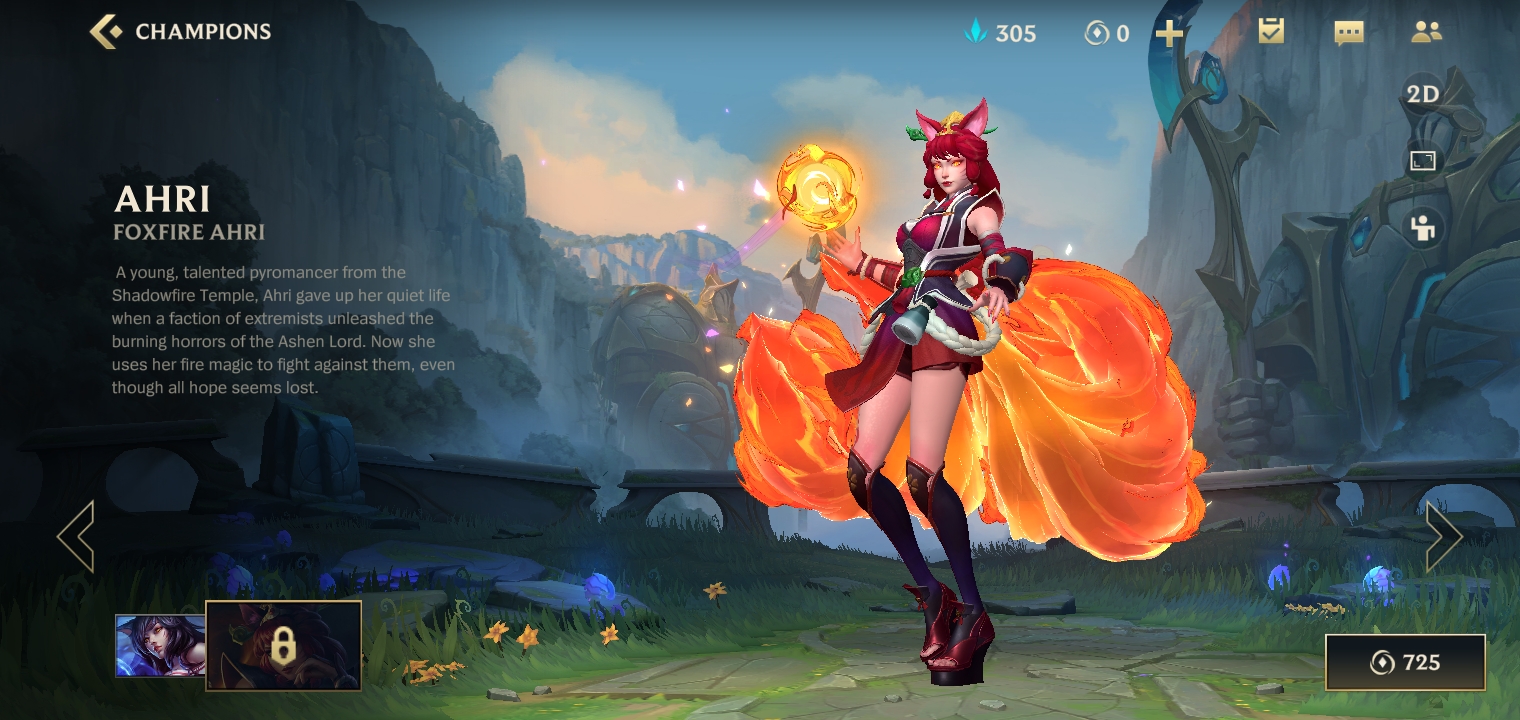 CHAMPIONS
305
0
2D
AHRI
FOXFIRE AHRI
A young, talented pyromancer from the
Shadowfire Temple, Ahri gave up her quiet life
when a faction of extremists unleashed the
burning horrors of the Ashen Lord. Now she
uses her fire magic to fight against them, even
though all hope seems lost.
725